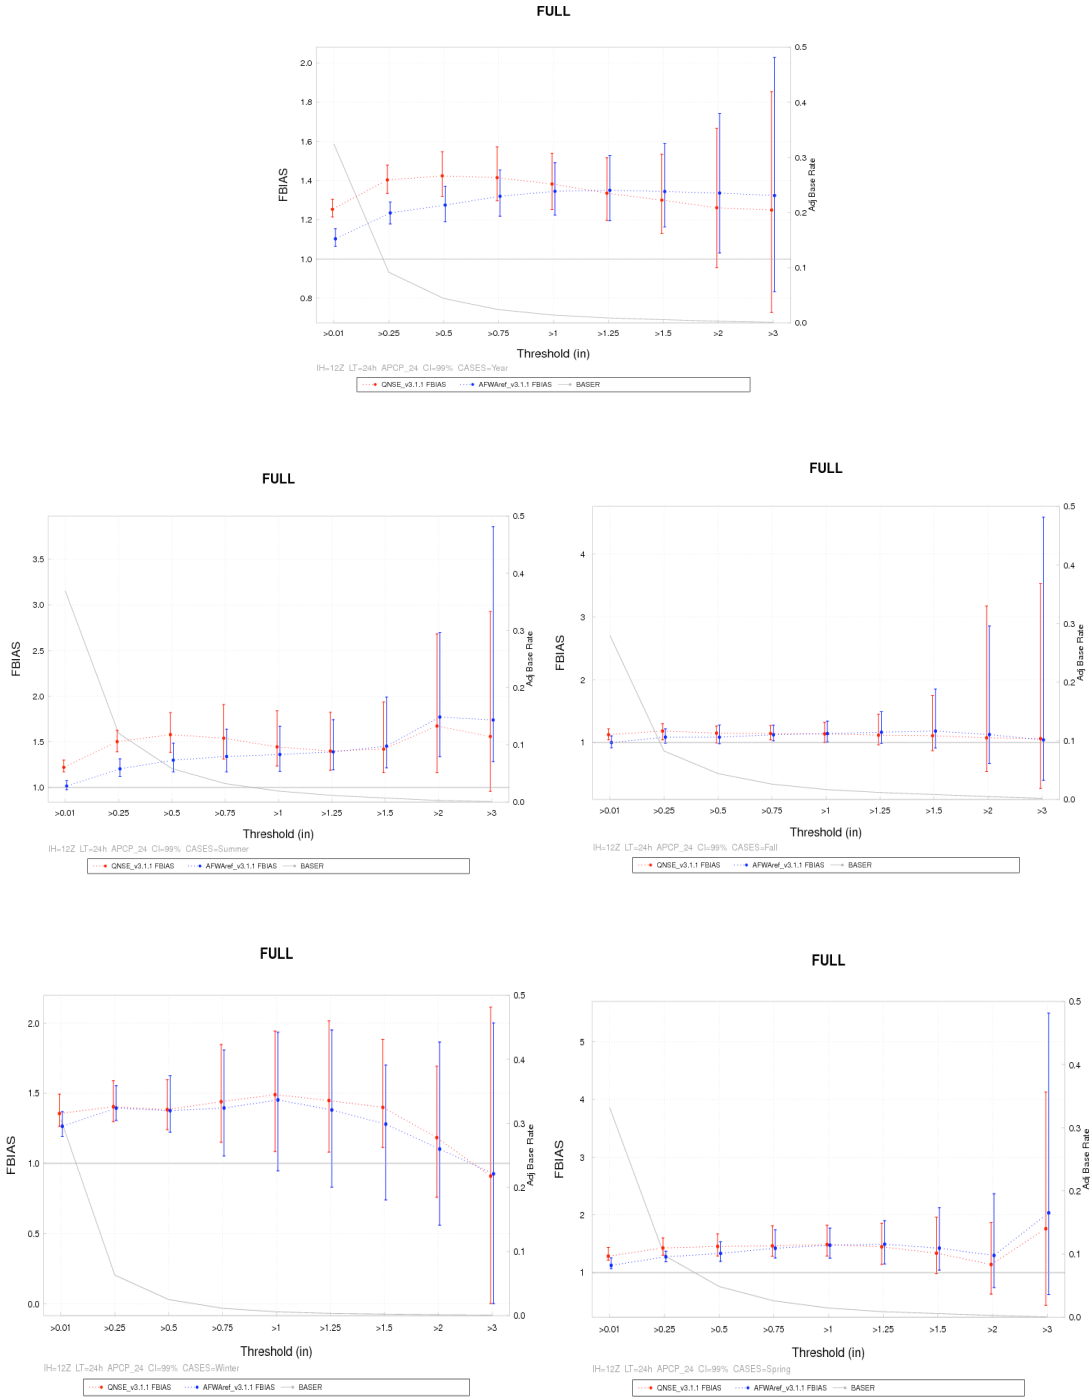 FULL
2.0
1.8
1.6
1.4
1.2
1.0
0.8
FBIAS
0.5
0.4
0.3
0.2
0.1
0.0
Adj Base Rate
>0.01 >0.25 >0.5 >0.75 >1 >1.25 >1.5 >2 >3
Threshold (in)
IH=12Z LT=24h APCP_24 CI=99% CASES=Year
QNSE_v3.1.1 FBIAS AFWAref_v3.1.1 FBIAS BASER
FULL
3.5
3.0
2.5
2.0
1.5
1.0
FBIAS
0.5
0.4
0.3
0.2
0.1
0.0
Adj Base Rate
>0.01 >0.25 >0.5 >0.75 >1 >1.25 >1.5 >2 >3
Threshold (in)
IH=12Z LT=24h APCP_24 CI=99% CASES=Summer
QNSE_v3.1.1 FBIAS AFWAref_v3.1.1 FBIAS BASER
FULL
4
3
2
1
FBIAS
0.5
0.4
0.3
0.2
0.1
0.0
Adj Base Rate
>0.01 >0.25 >0.5 >0.75 >1 >1.25 >1.5 >2 >3
Threshold (in)
IH=12Z LT=24h APCP_24 CI=99% CASES=Fall
QNSE_v3.1.1 FBIAS AFWAref_v3.1.1 FBIAS BASER
FULL
2.0
1.5
1.0
0.5
0.0
FBIAS
0.5
0.4
0.3
0.2
0.1
0.0
Adj Base Rate
>0.01 >0.25 >0.5 >0.75 >1 >1.25 >1.5 >2 >3
Threshold (in)
IH=12Z LT=24h APCP_24 CI=99% CASES=Winter
QNSE_v3.1.1 FBIAS AFWAref_v3.1.1 FBIAS BASER
FULL
5
4
3
2
1
FBIAS
0.5
0.4
0.3
0.2
0.1
0.0
Adj Base Rate
>0.01 >0.25 >0.5 >0.75 >1 >1.25 >1.5 >2 >3
Threshold (in)
IH=12Z LT=24h APCP_24 CI=99% CASES=Spring
QNSE_v3.1.1 FBIAS AFWAref_v3.1.1 FBIAS BASER